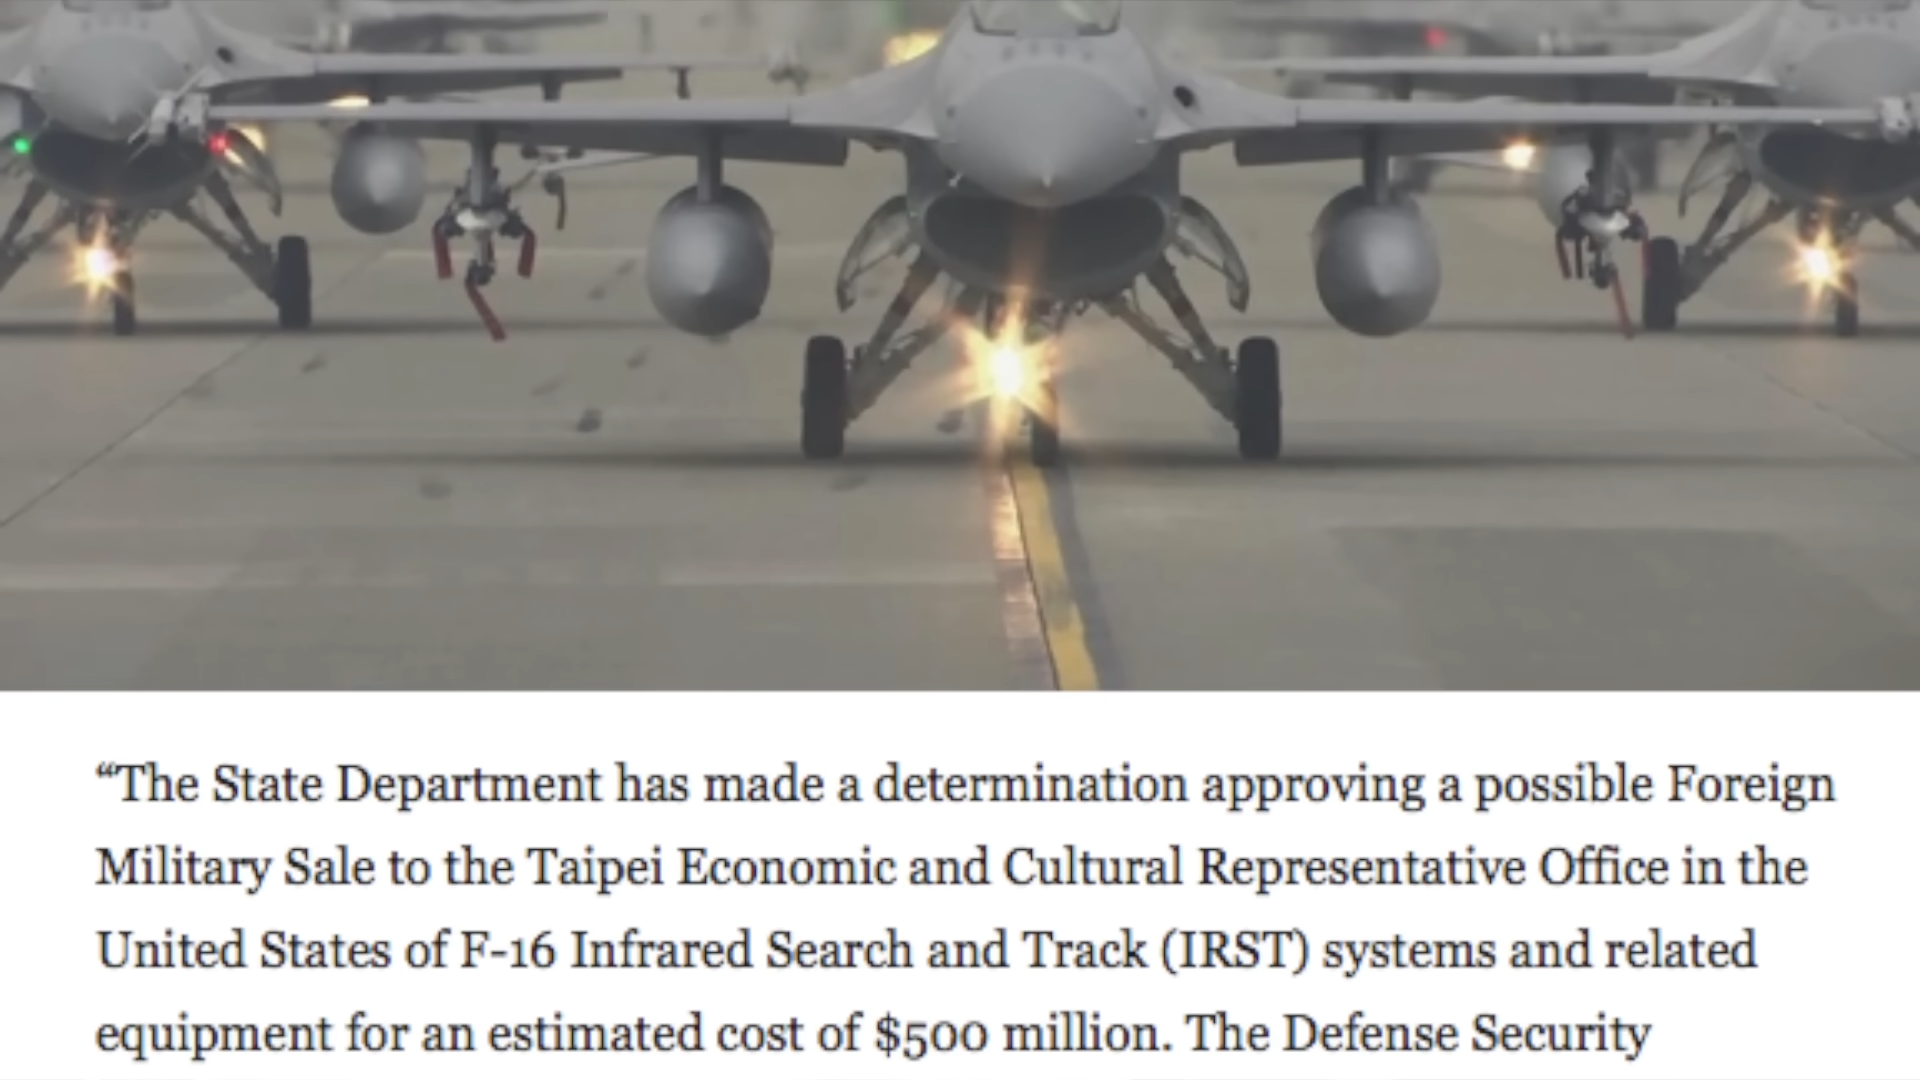 “The State Department has made a determination approving a possible Foreign
Military Sale to the Taipei Economic and Cultural Representative Office in the
United States of F-16 Infrared Search and Track (IRST) systems and related
equipment for an estimated cost of $500 million. The Defense Security